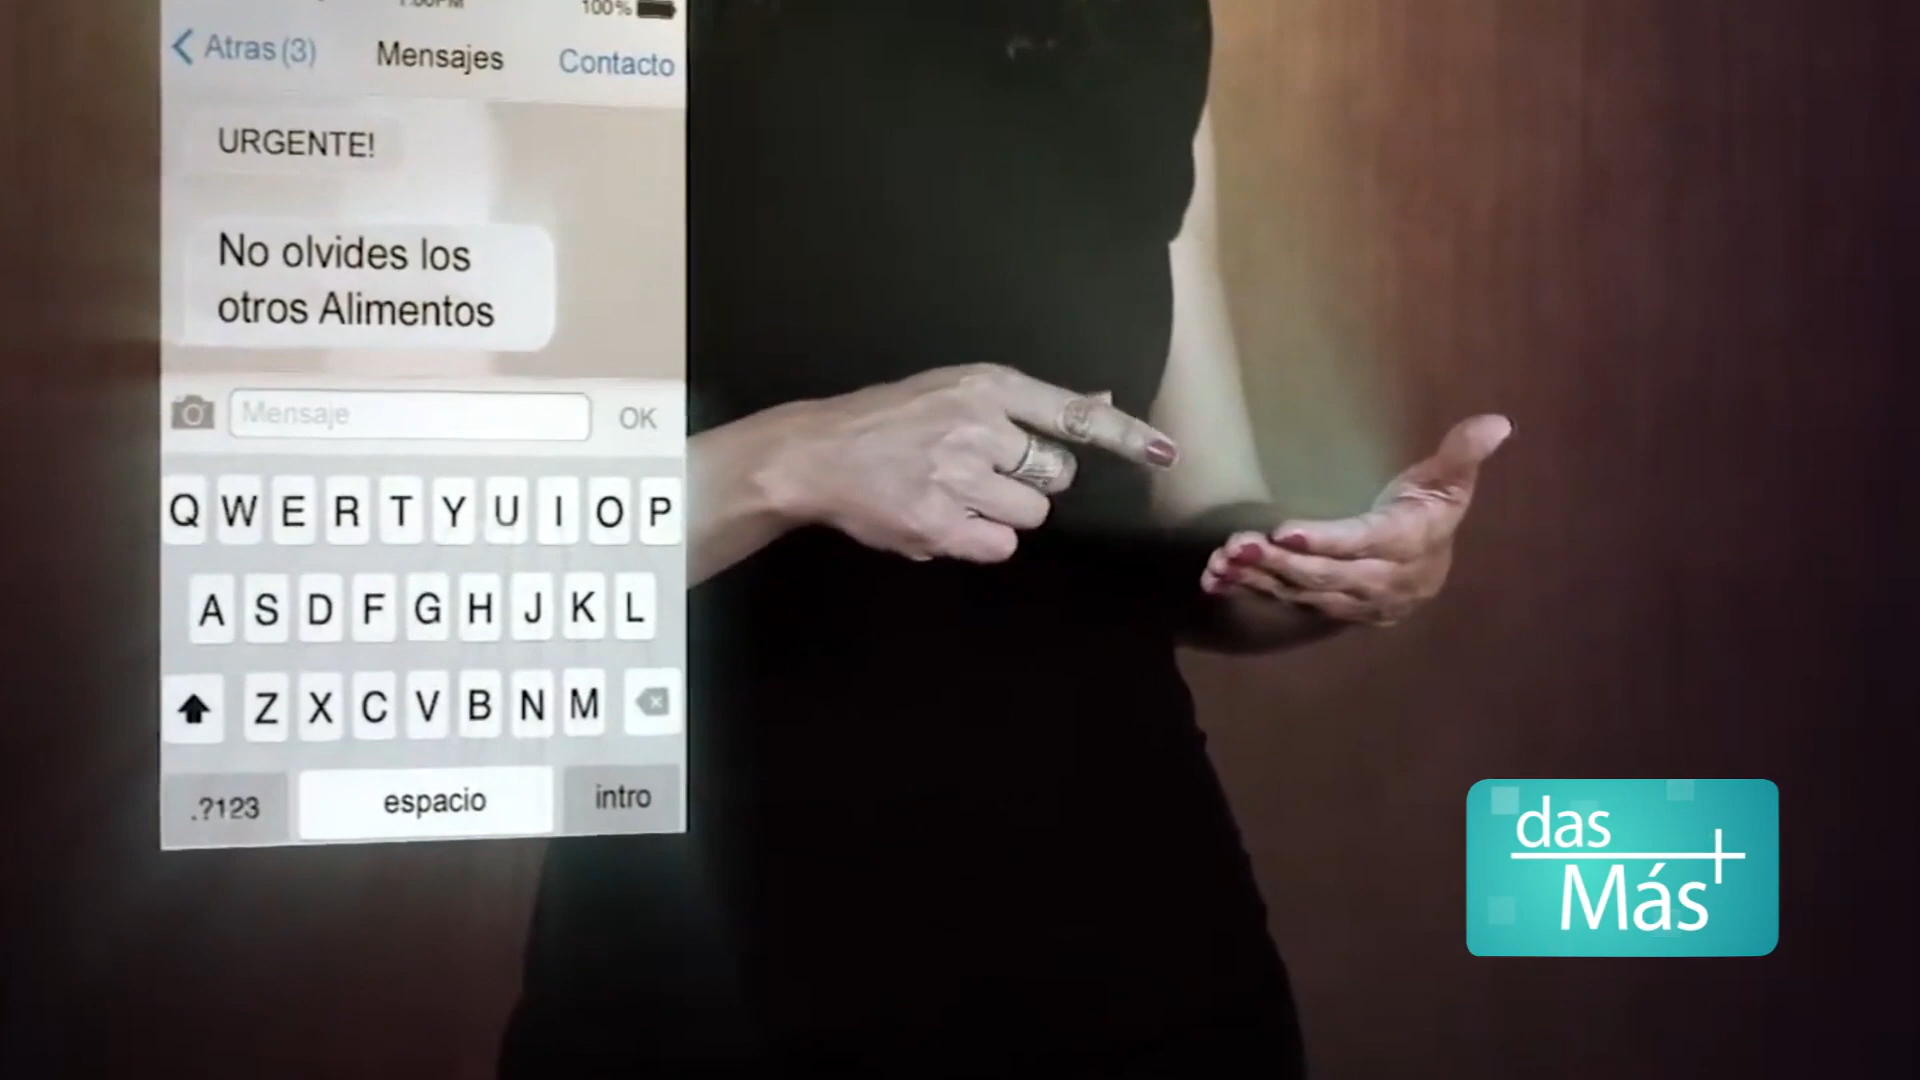 100%
Atras (3)
Mensajes
Contacto
URGENTE!
No olvides los
otros Alimentos
Mensaje
OK
Q W E R T Y U I O P
A S D F G H J K L
Z X C V B N M
.?123
espacio
intro
das
Más+